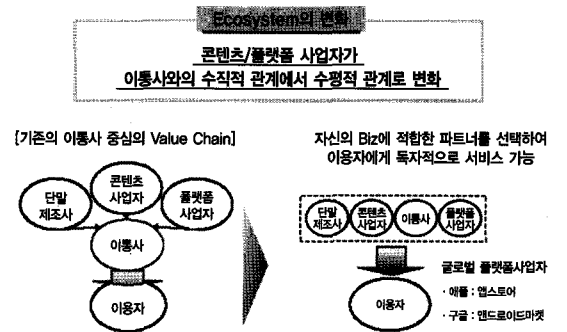 Ecosystem의 변화
콘텐츠/플랫폼 사업자가
이통사와의 수직적 관계에서 수평적 관계로 변화
[기존의 이통사 중심의 Value Chain]
단말
제조사
콘텐츠
사업자
플랫폼
사업자
이통사
이용자
자신의 Biz에 적합한 파트너를 선택하여
이용자에게 독자적으로 서비스 가능
단말
제조사
콘텐츠
사업자
이통사
플랫폼
사업자
이용자
글로벌 플랫폼사업자
· 애플 : 앱스토어
· 구글 : 앤드로이드마켓